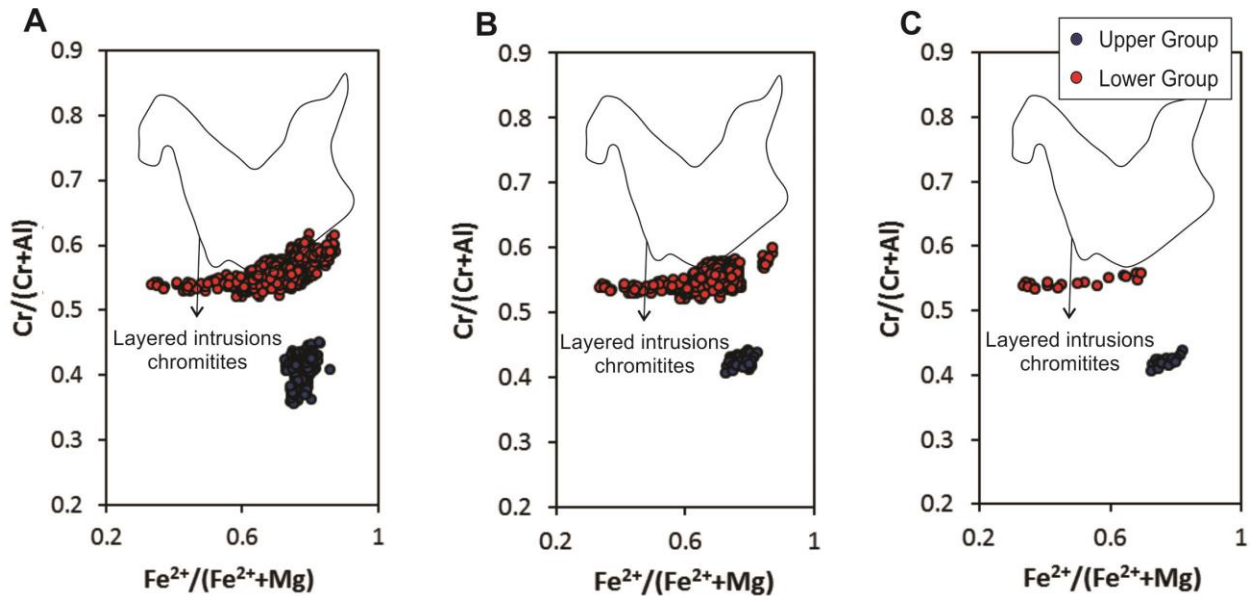 A
0.9
0.8
0.7
0.6
0.5
0.4
0.3
0.2
Cr/(Cr+Al)
Layered intrusions
chromitites
0.2
0.6
1
Fe²⁺/(Fe²⁺+Mg)
B
0.9
0.8
0.7
0.6
0.5
0.4
0.3
0.2
Cr/(Cr+Al)
Layered intrusions
chromitites
0.2
0.6
1
Fe²⁺/(Fe²⁺+Mg)
C
Upper Group
Lower Group
0.9
0.8
0.7
0.6
0.5
0.4
0.3
0.2
Cr/(Cr+Al)
Layered intrusions
chromitites
0.2
0.6
1
Fe²⁺/(Fe²⁺+Mg)